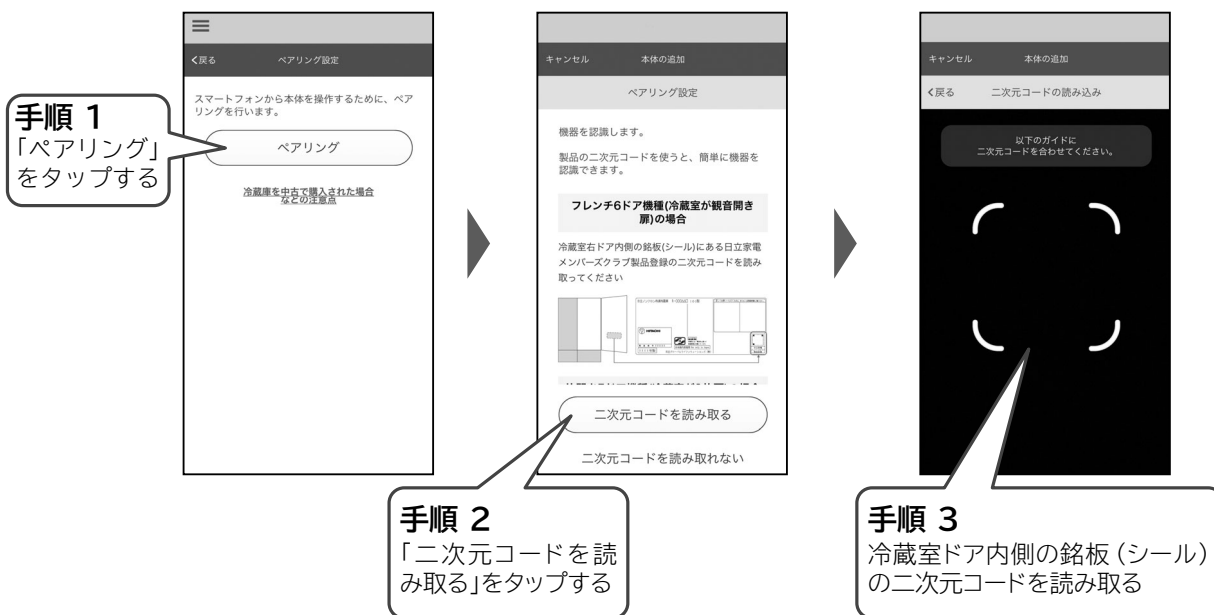 <戻る ペアリング設定
スマートフォンから本体を操作するために、ペア
リングを行います。
ペアリング
冷蔵庫を中古で購入された場合
などの注意点
手順 1
「ペアリング」
をタップする
キャンセル 本体の追加
ペアリング設定
機器を認識します。
製品の二次元コードを使うと、簡単に機器を
認識できます。
フレンチ6ドア機種(冷蔵室が観音開き
扉)の場合
冷蔵室右ドア内側の銘板(シール)にある日立家電
メンバーズクラブ製品登録の二次元コードを読み
取ってください
HITACHI
二次元コードを読み取る
二次元コードを読み取れない
手順 2
「二次元コードを読
み取る」をタップする
キャンセル 本体の追加
<戻る 二次元コードの読み込み
以下のガイドに
二次元コードを合わせてください。
手順 3
冷蔵室ドア内側の銘板(シール)
の二次元コードを読み取る